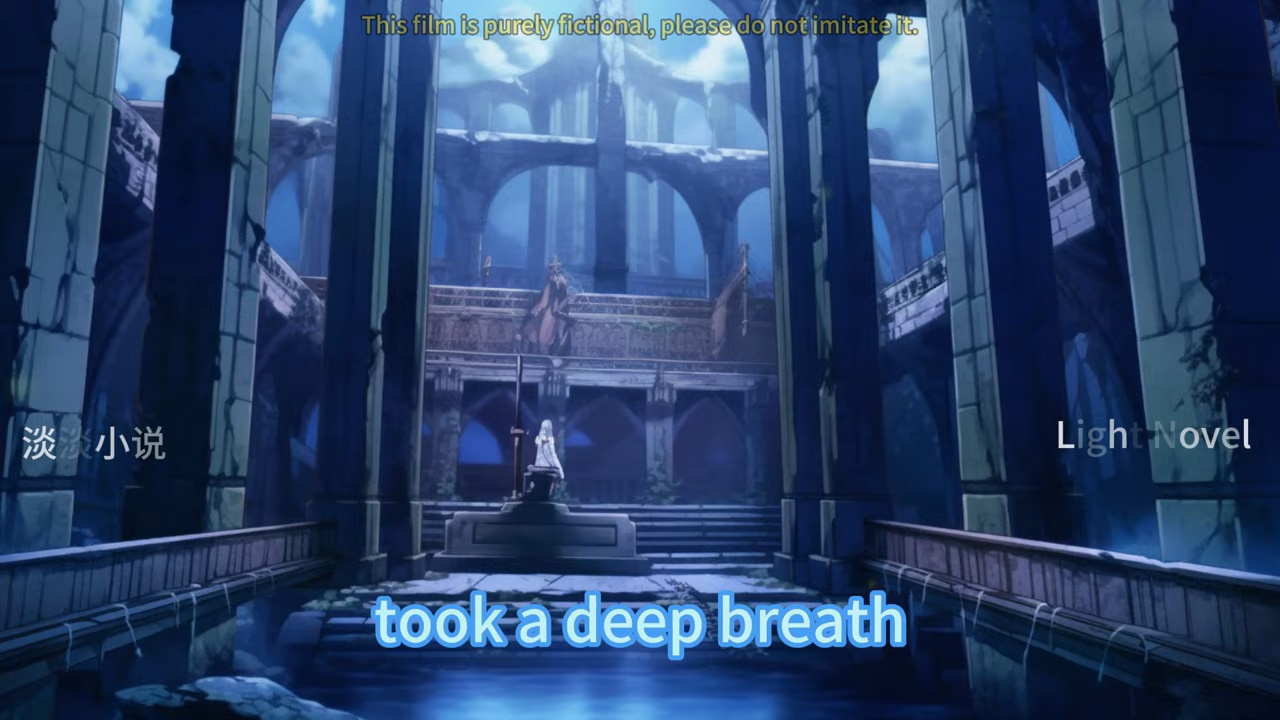 This film is purely fictional, please do not imitate it.
淡淡小说
Light Novel
took a deep breath